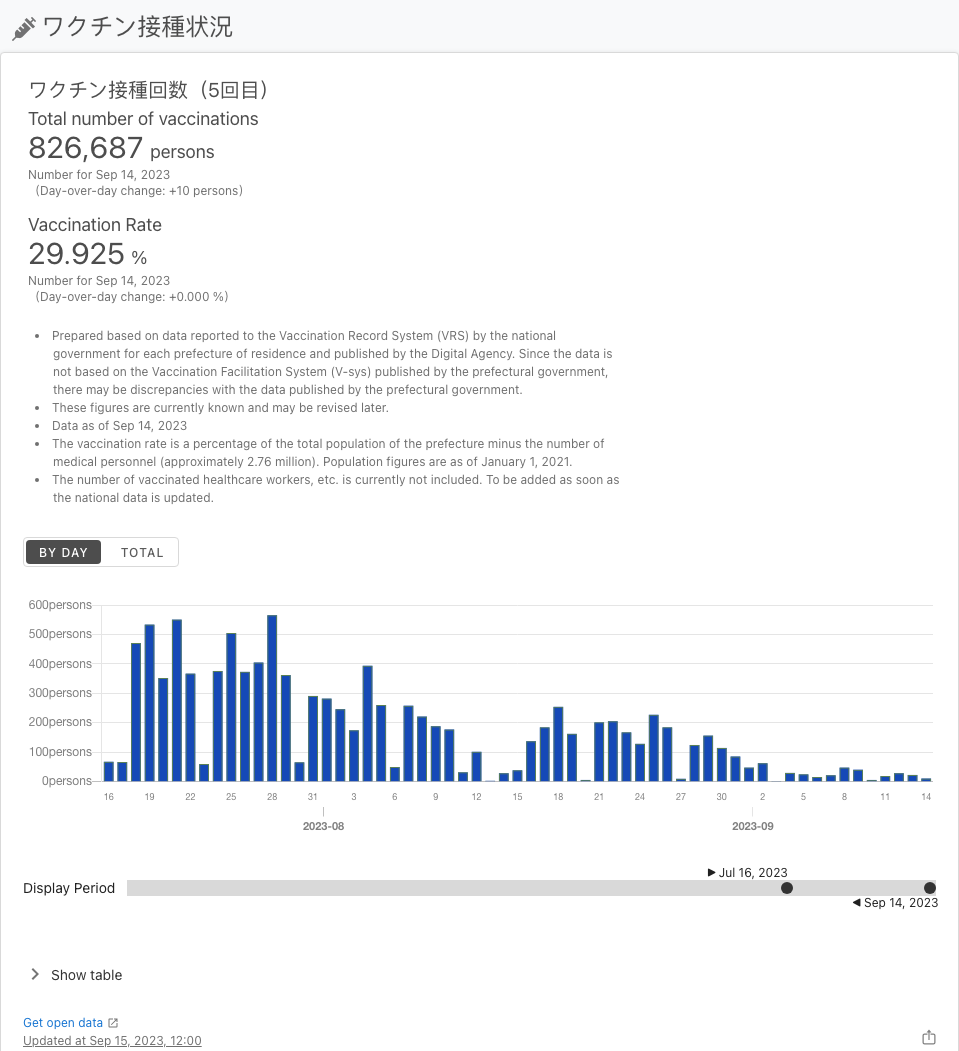 ワクチン接種状況
ワクチン接種回数（5回目）
Total number of vaccinations
826,687 persons
Number for Sep 14, 2023
(Day-over-day change: +10 persons)
Vaccination Rate
29.925 %
Number for Sep 14, 2023
(Day-over-day change: +0.000 %)
• Prepared based on data reported to the Vaccination Record System (VRS) by the national
government for each prefecture of residence and published by the Digital Agency. Since the data is
not based on the Vaccination Facilitation System (V-sys) published by the prefectural government,
there may be discrepancies with the data published by the prefectural government.
• These figures are currently known and may be revised later.
• Data as of Sep 14, 2023
• The vaccination rate is a percentage of the total population of the prefecture minus the number of
medical personnel (approximately 2.76 million). Population figures are as of January 1, 2021.
• The number of vaccinated healthcare workers, etc. is currently not included. To be added as soon as
the national data is updated.
BY DAY TOTAL
600persons
500persons
400persons
300persons
200persons
100persons
0persons
16 19 22 25 28 31 3 6 9 12 15 18 21 24 27 30 2 5 8 11 14
2023-08 2023-09
Jul 16, 2023
Display Period
Sep 14, 2023
Show table
Get open data
Updated at Sep 15, 2023, 12:00